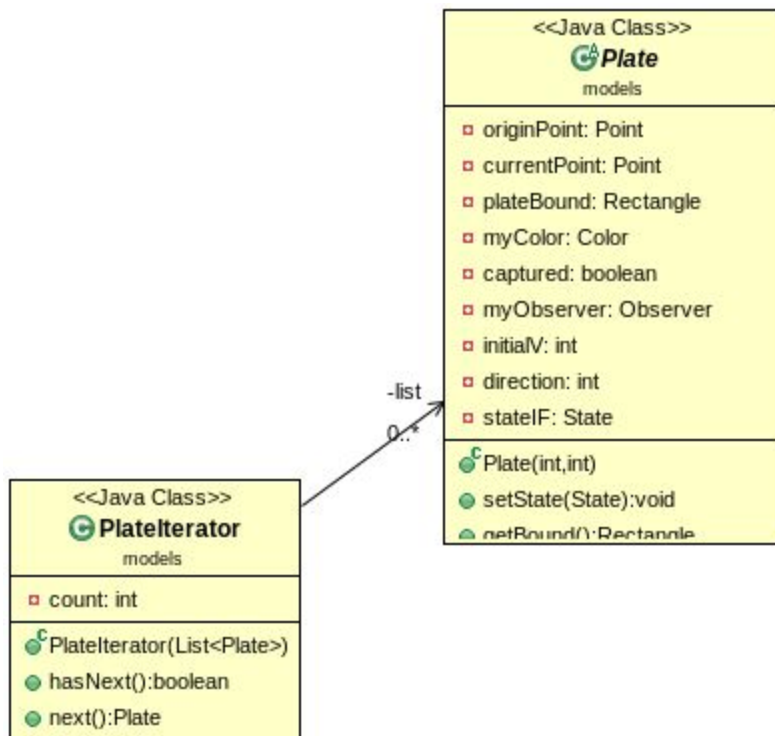 <<Java Class>>
Plate
models
originPoint: Point
currentPoint: Point
plateBound: Rectangle
myColor: Color
captured: boolean
myObserver: Observer
initialV: int
direction: int
stateIF: State
Plate(int,int)
setState(State):void
getBound():Rectangle
-list
0..*
<<Java Class>>
PlateIterator
models
count: int
PlateIterator(List<Plate>)
hasNext():boolean
next():Plate